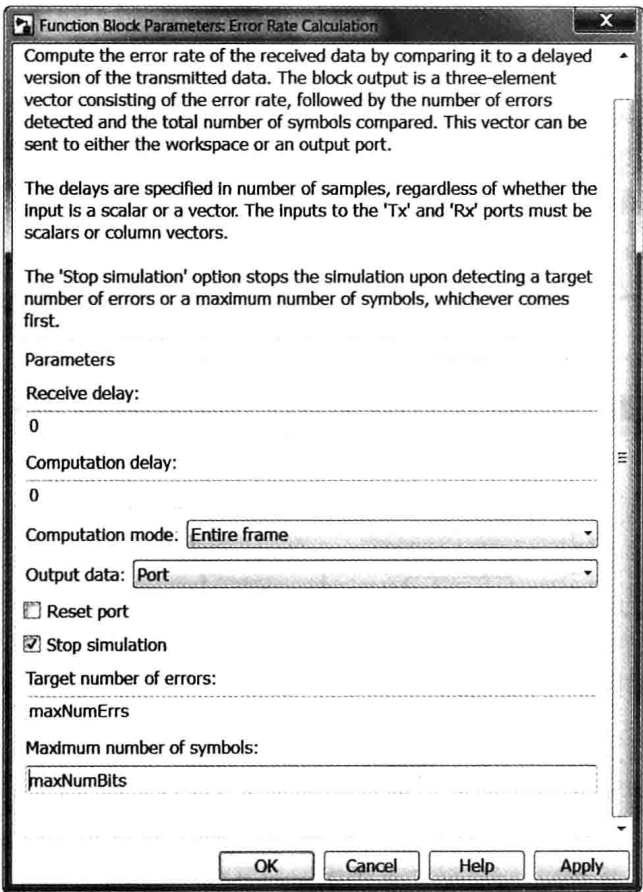 Function Block Parameters: Error Rate Calculation
Compute the error rate of the received data by comparing it to a delayed
version of the transmitted data. The block output is a three-element
vector consisting of the error rate, followed by the number of errors
detected and the total number of symbols compared. This vector can be
sent to either the workspace or an output port.
The delays are specified in number of samples, regardless of whether the
input is a scalar or a vector. The inputs to the 'Tx' and 'Rx' ports must be
scalars or column vectors.
The 'Stop simulation' option stops the simulation upon detecting a target
number of errors or a maximum number of symbols, whichever comes
first.
Parameters
Receive delay:
0
Computation delay:
0
Computation mode: Entire frame
Output data: Port
Reset port
Stop simulation
Target number of errors:
maxNumErrs
Maximum number of symbols:
maxNumBits
OK Cancel Help Apply